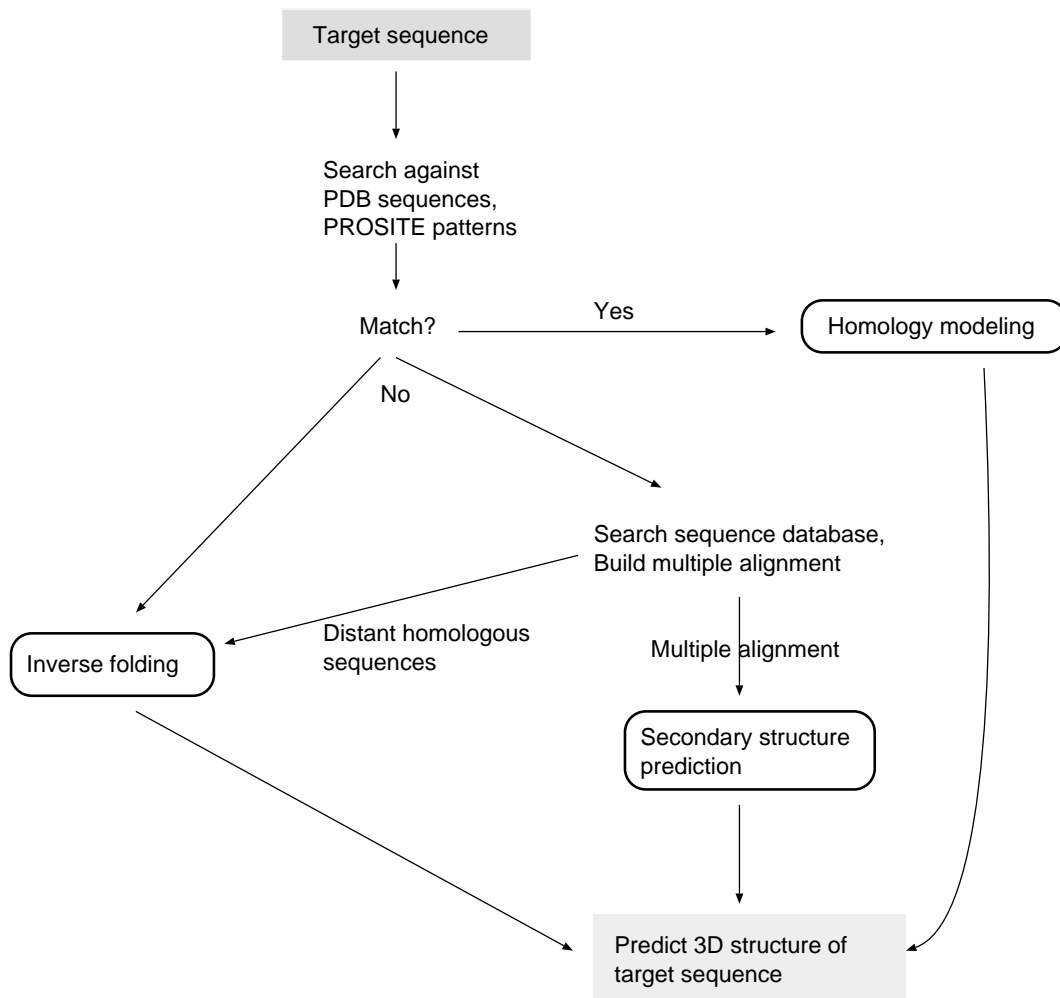 Target sequence
Search against
PDB sequences,
PROSITE patterns
Match?
Yes
Homology modeling
No
Search sequence database,
Build multiple alignment
Distant homologous
sequences
Inverse folding
Multiple alignment
Secondary structure
prediction
Predict 3D structure of
target sequence